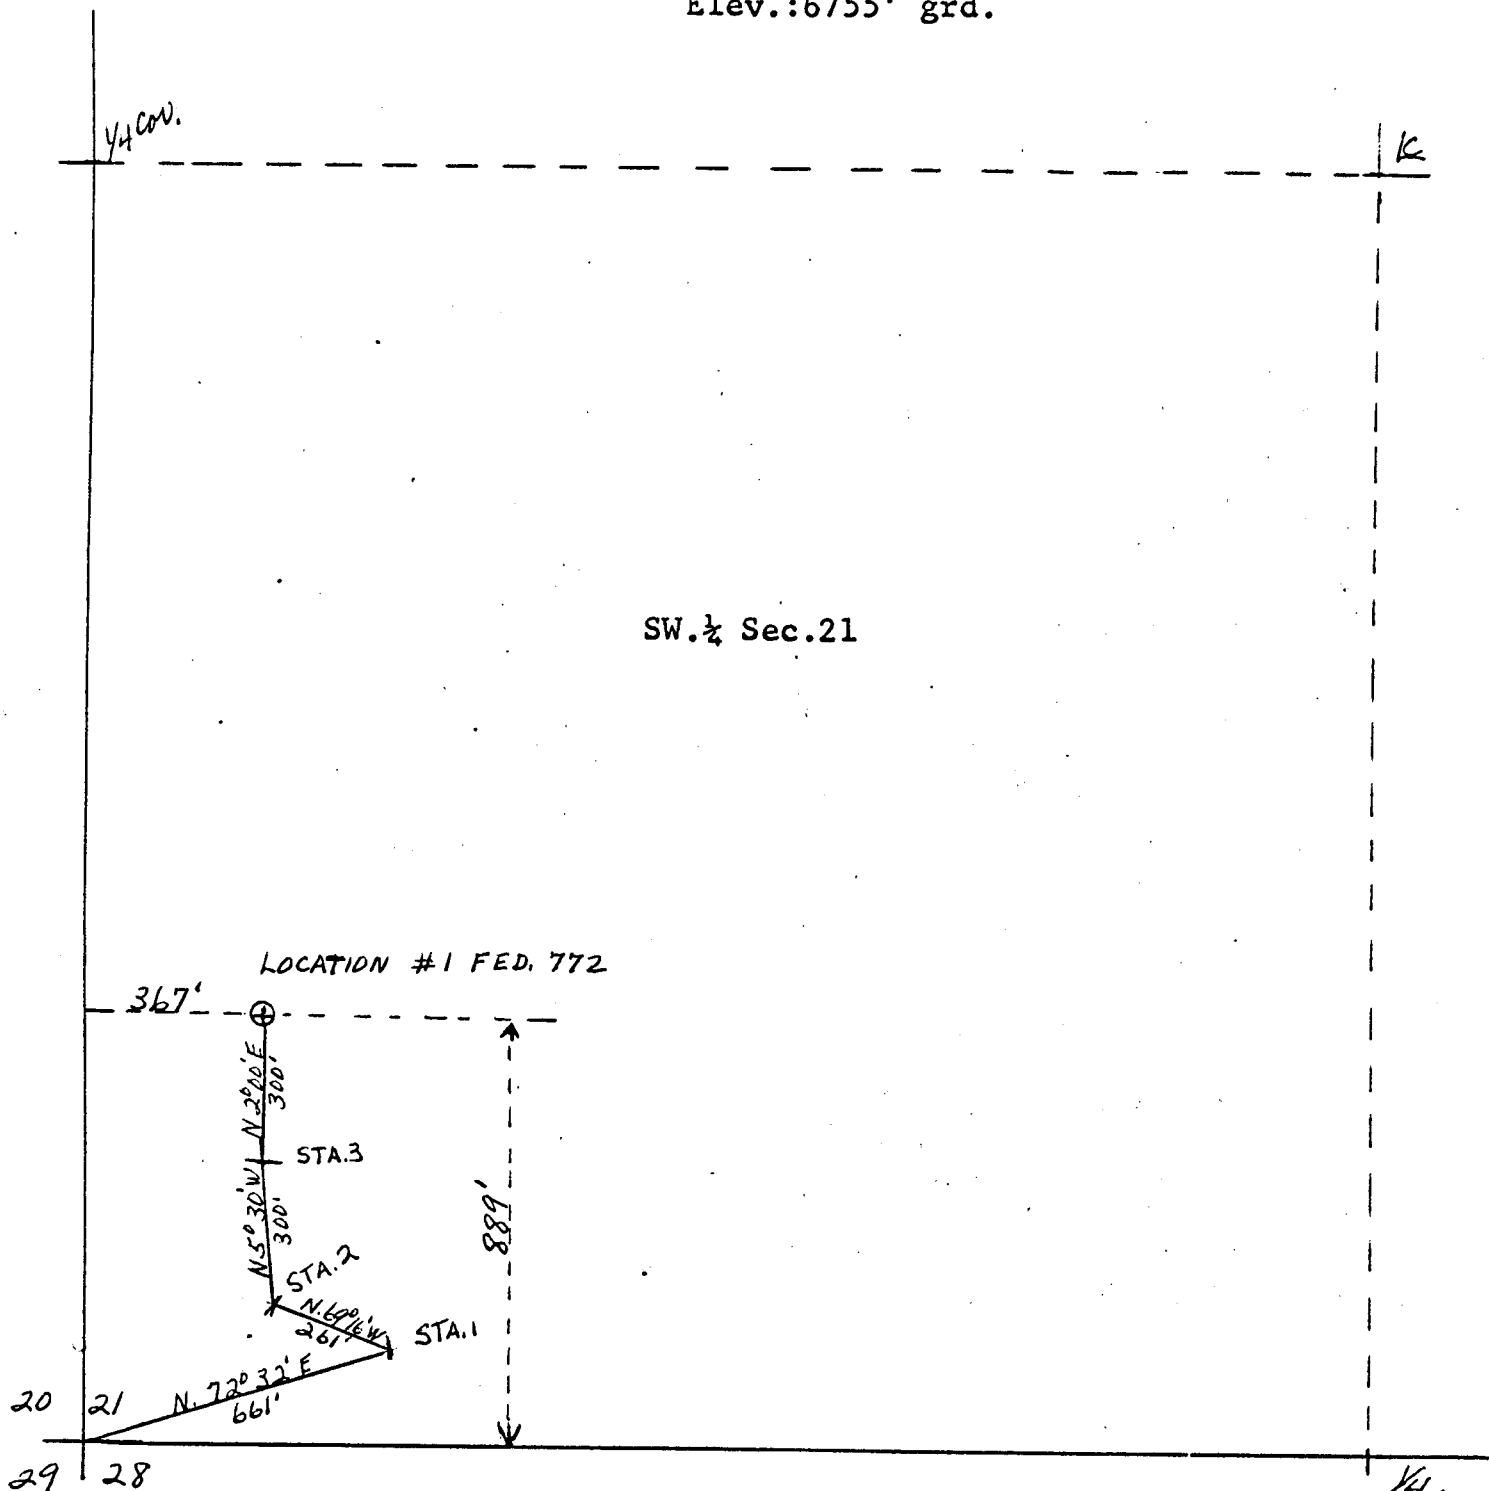 Elev.:6755' grd.
1/4 cor.
SW.¼ Sec.21
LOCATION #1 FED. 772
367'
N 2°00'E
300'
STA.3
N 5°30'W
300'
889'
STA.2
N.69°16'W
261'
STA.1
N. 72°32'E
661'
20 21
29 28
1/4